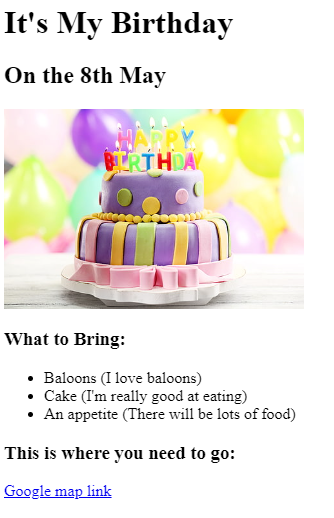 It's My Birthday
On the 8th May
HAPPY
BIRTHDAY
What to Bring:
Baloons (I love baloons)
Cake (I'm really good at eating)
An appetite (There will be lots of food)
This is where you need to go:
Google map link